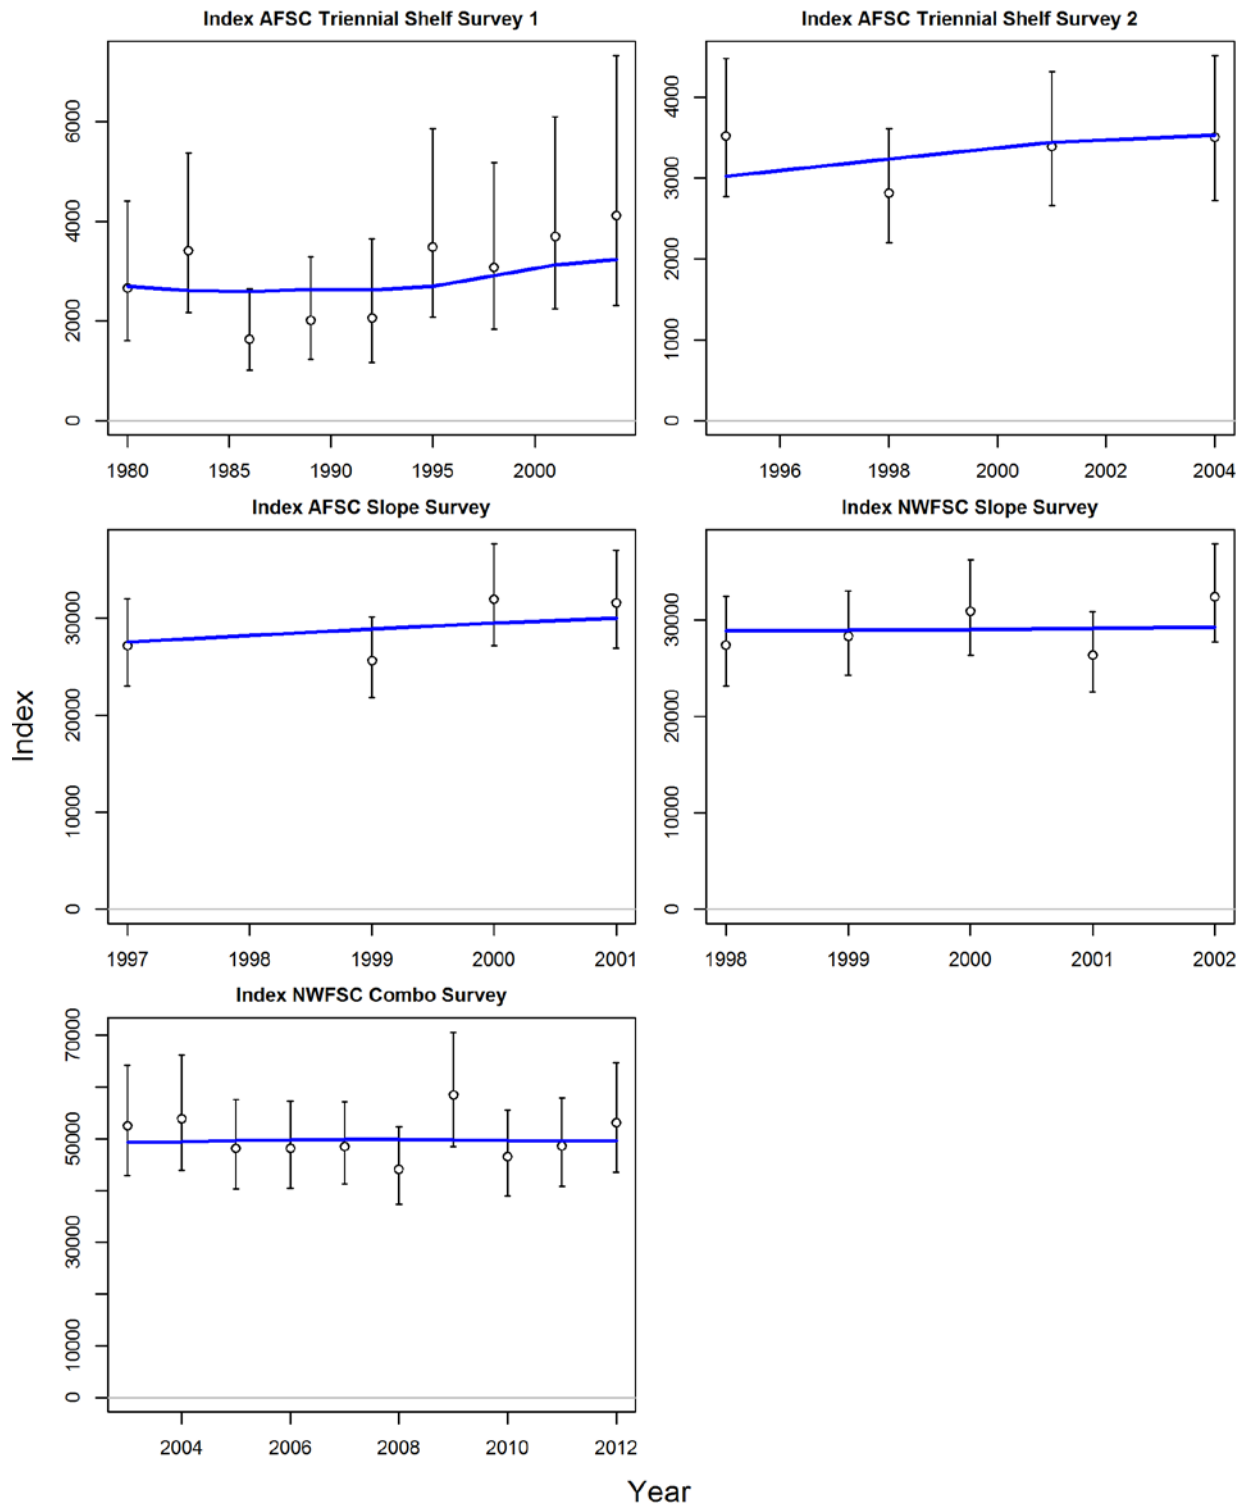 Index AFSC Triennial Shelf Survey 1
0 2000 4000 6000
1980 1985 1990 1995 2000
Index AFSC Triennial Shelf Survey 2
0 1000 2000 3000 4000
1996 1998 2000 2002 2004
Index AFSC Slope Survey
0 10000 20000 30000
1997 1998 1999 2000 2001
Index NWFSC Slope Survey
0 10000 20000 30000
1998 1999 2000 2001 2002
Index NWFSC Combo Survey
0 10000 30000 50000 70000
2004 2006 2008 2010 2012
Index
Year